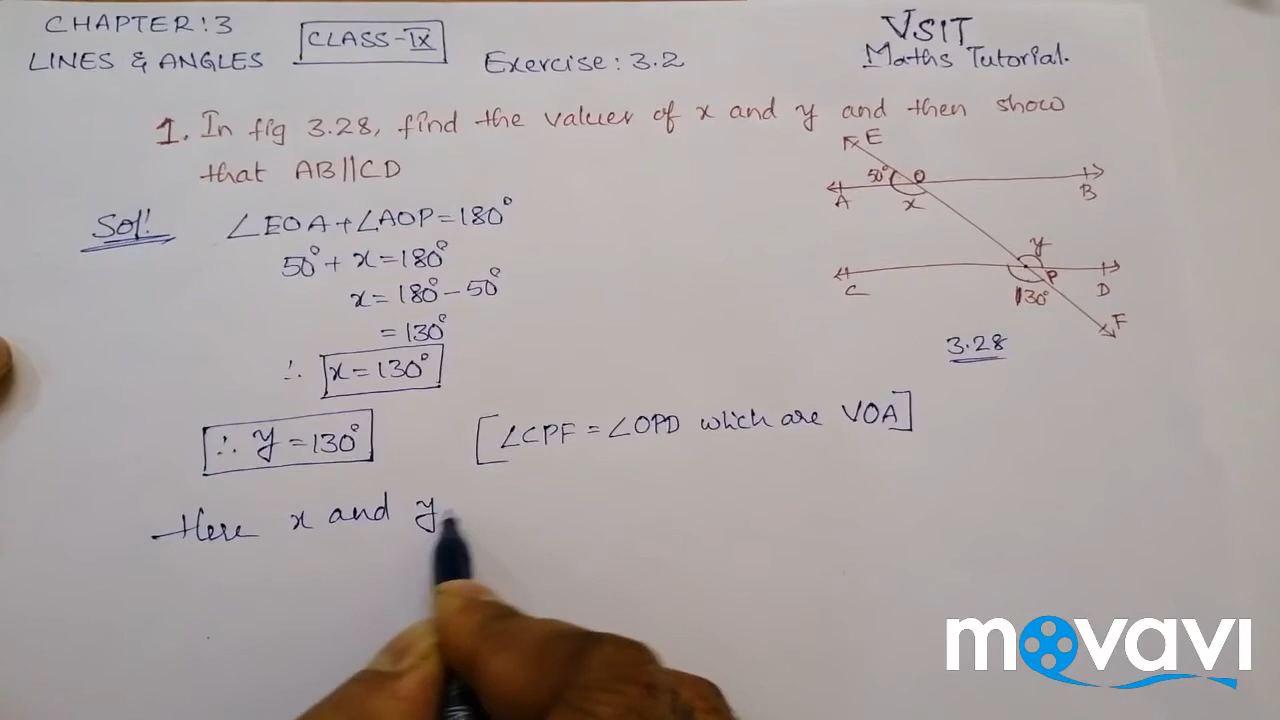 CHAPTER: 3
LINES & ANGLES
CLASS-IX
Exercise: 3.2
VSIT
Maths Tutorial.
1. In fig 3.28, find the values of x and y and then show
that AB||CD
Sol!
∠EOA + ∠AOP = 180°
50° + x = 180°
x = 180° - 50°
= 130°
∴ x = 130°
∴ y = 130°
[∠CPF = ∠OPD which are VOA]
Here x and y
E
50°
O
A
B
x
y
C
P
D
130°
F
3.28
movavi